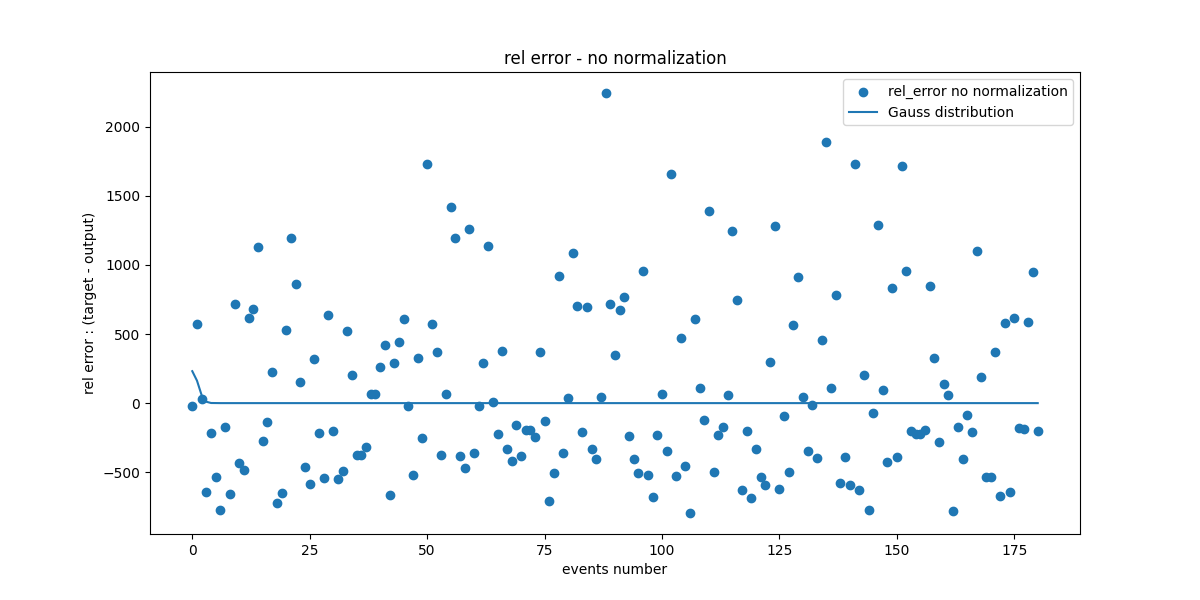 rel error - no normalization
rel_error no normalization
Gauss distribution
rel error : (target - output)
2000
1500
1000
500
0
−500
0 25 50 75 100 125 150 175
events number